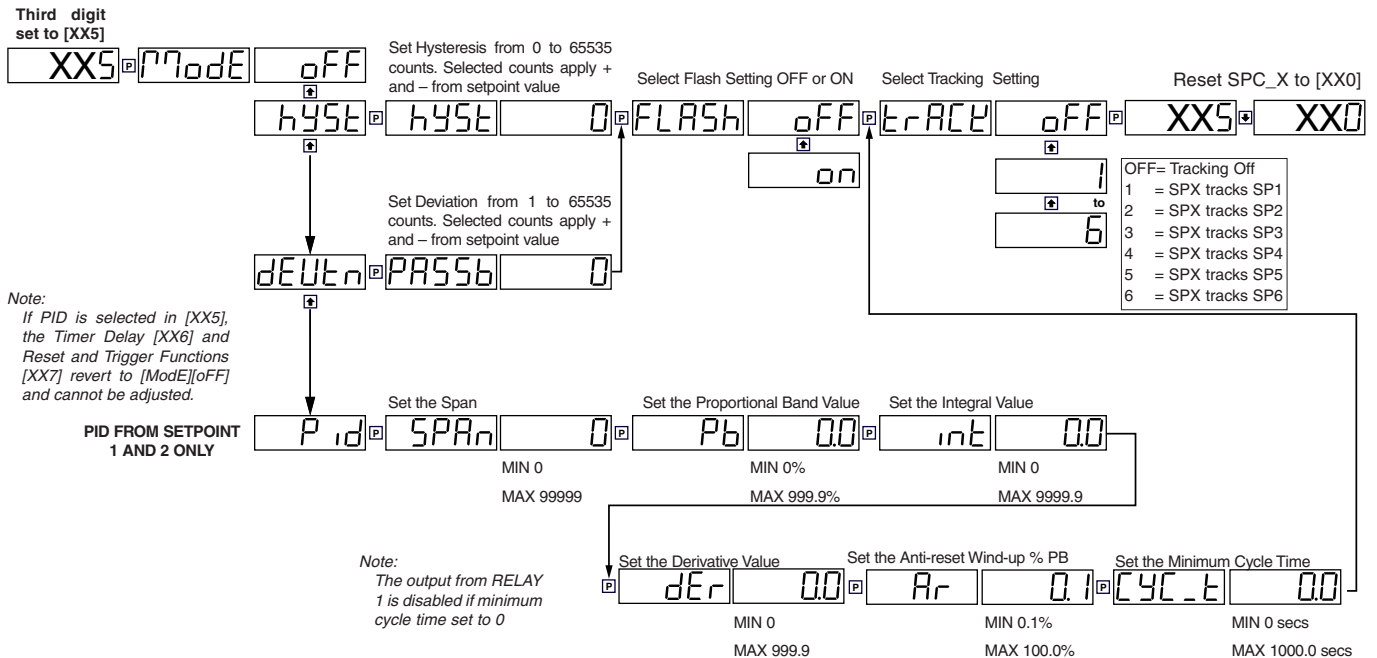 Third digit
set to [XX5]
XX5 P ModE oFF
Set Hysteresis from 0 to 65535
counts. Selected counts apply +
and – from setpoint value
Select Flash Setting OFF or ON
Select Tracking Setting
Reset SPC_X to [XX0]
hYSt P hYSt 0 P FLASh oFF P trACK oFF P XX5 XX0
on
1
to
6
OFF= Tracking Off
1 = SPX tracks SP1
2 = SPX tracks SP2
3 = SPX tracks SP3
4 = SPX tracks SP4
5 = SPX tracks SP5
6 = SPX tracks SP6
Set Deviation from 1 to 65535
counts. Selected counts apply +
and – from setpoint value
dEVtn P PASSb 0
Note:
If PID is selected in [XX5],
the Timer Delay [XX6] and
Reset and Trigger Functions
[XX7] revert to [ModE][oFF]
and cannot be adjusted.
PID FROM SETPOINT
1 AND 2 ONLY
Set the Span
Set the Proportional Band Value
Set the Integral Value
Pid P SPAn 0 P Pb 0.0 P int 0.0
MIN 0
MAX 99999
MIN 0%
MAX 999.9%
MIN 0
MAX 9999.9
Note:
The output from RELAY
1 is disabled if minimum
cycle time set to 0
Set the Derivative Value
Set the Anti-reset Wind-up % PB
Set the Minimum Cycle Time
P dEr 0.0 P Ar 0.1 P CYC_t 0.0
MIN 0
MAX 999.9
MIN 0.1%
MAX 100.0%
MIN 0 secs
MAX 1000.0 secs